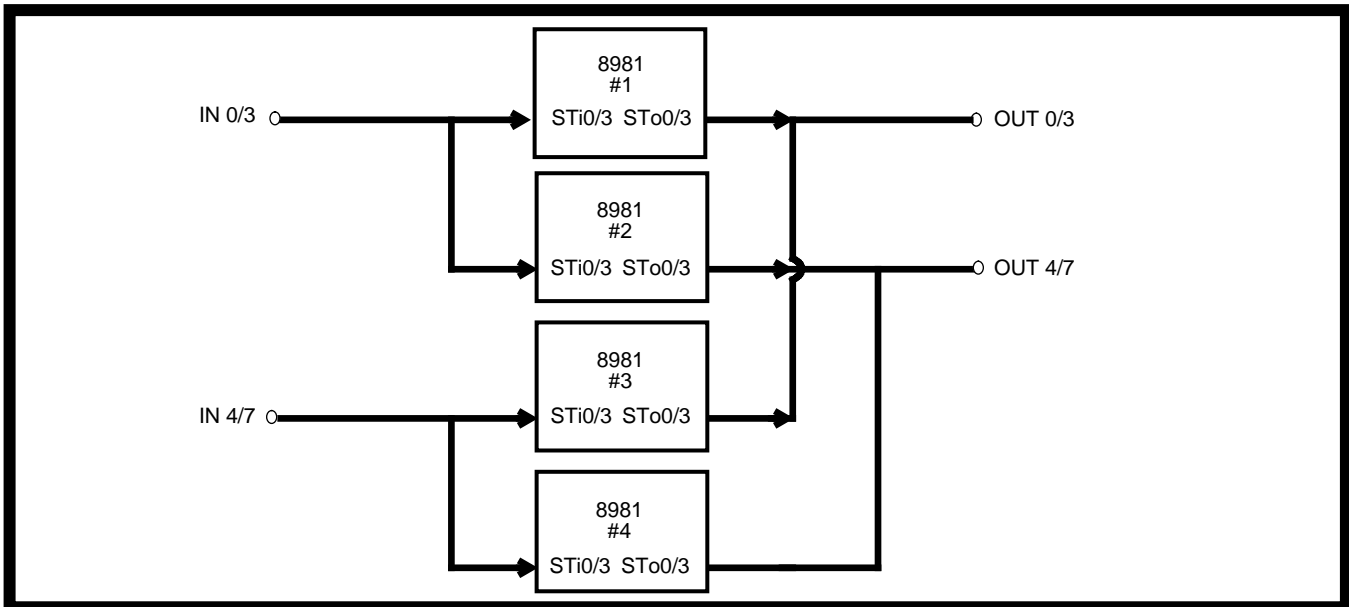 8981
#1
IN 0/3
STi0/3 STo0/3
OUT 0/3
8981
#2
STi0/3 STo0/3
OUT 4/7
8981
#3
IN 4/7
STi0/3 STo0/3
8981
#4
STi0/3 STo0/3